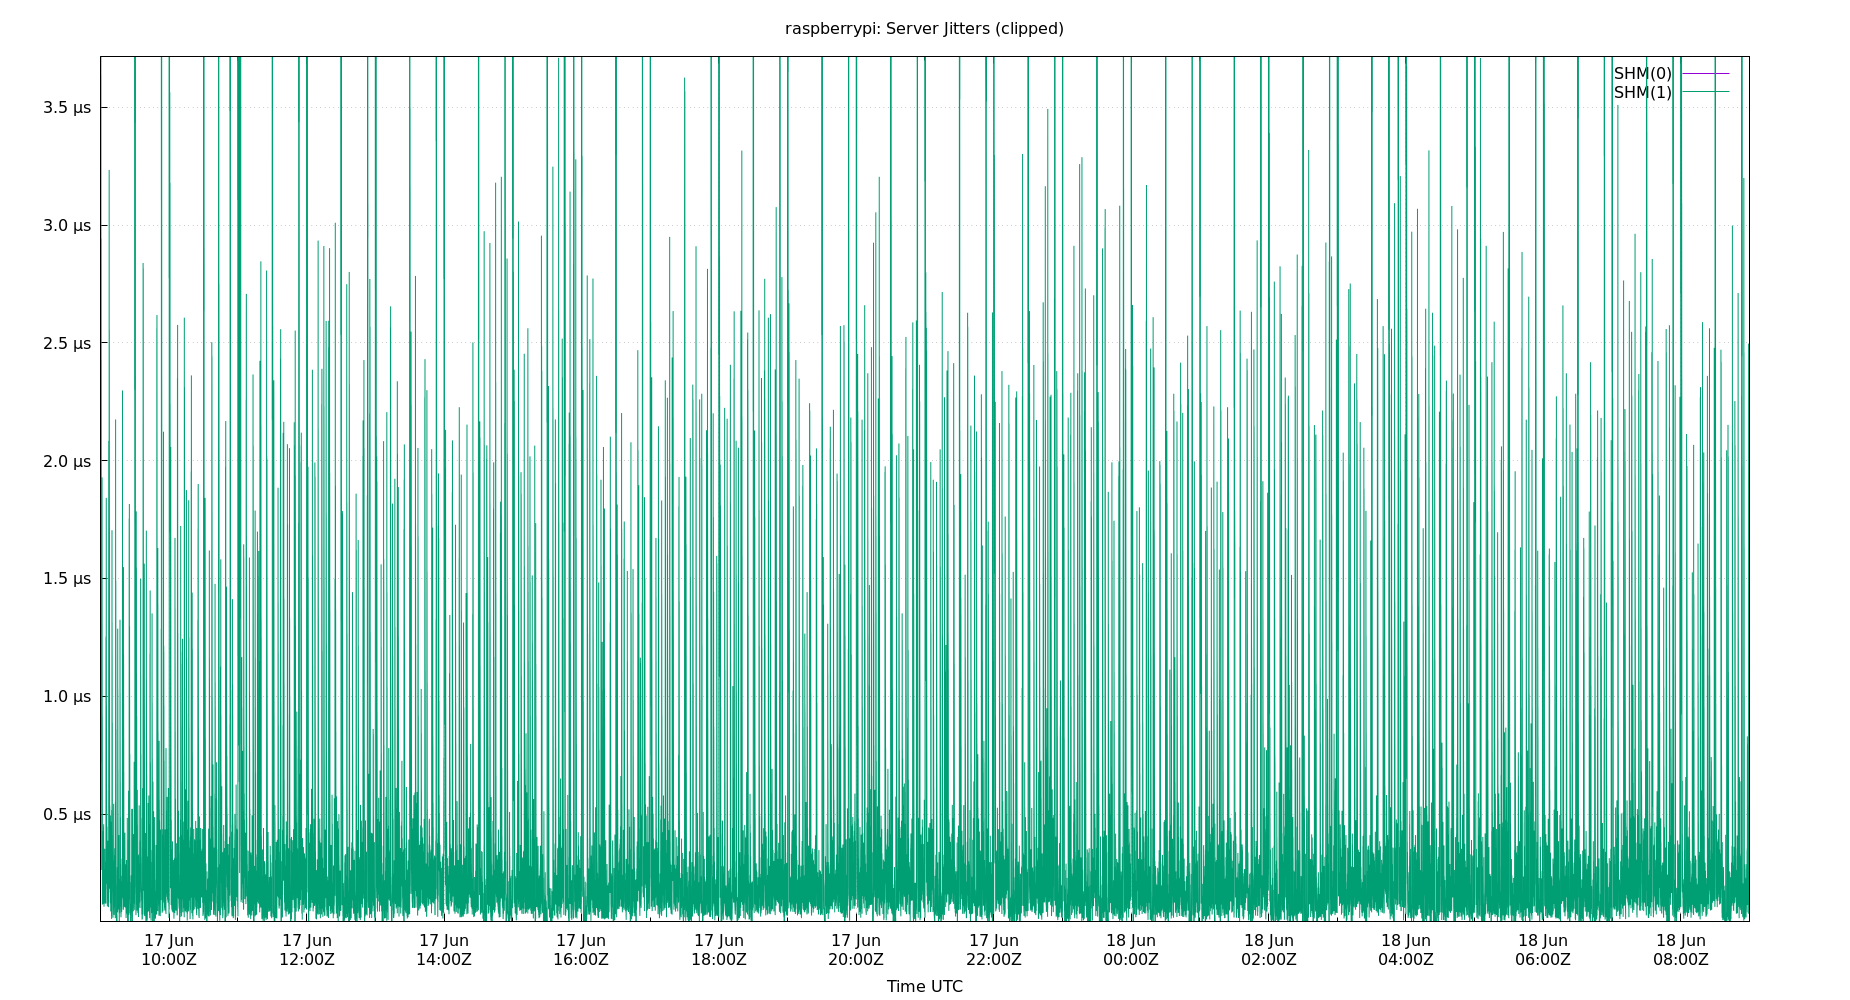 raspberrypi: Server Jitters (clipped)
SHM(0)
SHM(1)
3.5 µs
3.0 µs
2.5 µs
2.0 µs
1.5 µs
1.0 µs
0.5 µs
17 Jun 17 Jun 17 Jun 17 Jun 17 Jun 17 Jun 17 Jun 18 Jun 18 Jun 18 Jun 18 Jun 18 Jun
10:00Z 12:00Z 14:00Z 16:00Z 18:00Z 20:00Z 22:00Z 00:00Z 02:00Z 04:00Z 06:00Z 08:00Z
Time UTC